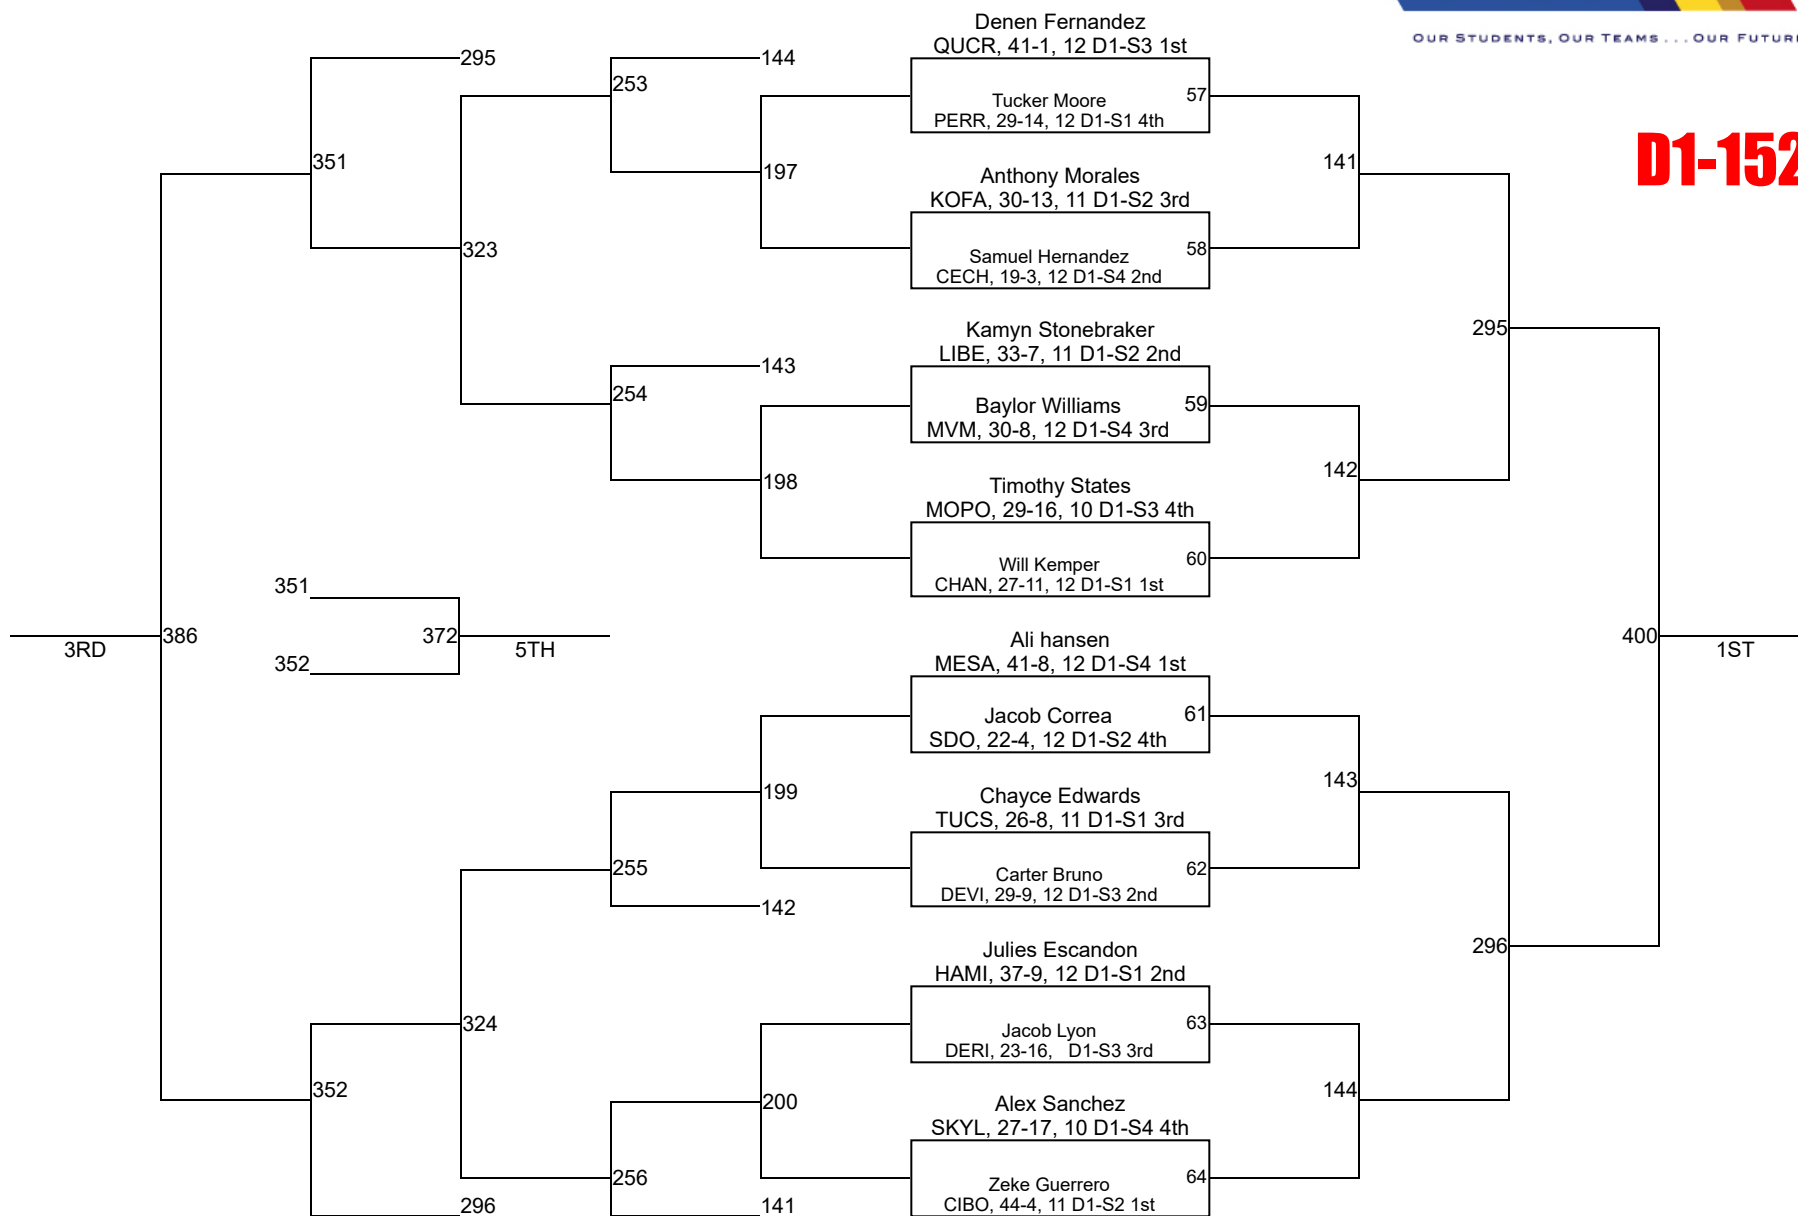 OUR STUDENTS, OUR TEAMS . . . OUR FUTUR
D1-152
Denen Fernandez
QUCR, 41-1, 12 D1-S3 1st
295
144
253
Tucker Moore
57
PERR, 29-14, 12 D1-S1 4th
351
197
Anthony Morales
141
KOFA, 30-13, 11 D1-S2 3rd
323
Samuel Hernandez
58
CECH, 19-3, 12 D1-S4 2nd
Kamyn Stonebraker
295
LIBE, 33-7, 11 D1-S2 2nd
143
254
Baylor Williams
59
MVM, 30-8, 12 D1-S4 3rd
198
Timothy States
142
MOPO, 29-16, 10 D1-S3 4th
Will Kemper
60
CHAN, 27-11, 12 D1-S1 1st
351
3RD
386
372
5TH
352
Ali hansen
400
1ST
MESA, 41-8, 12 D1-S4 1st
Jacob Correa
61
SDO, 22-4, 12 D1-S2 4th
199
Chayce Edwards
143
TUCS, 26-8, 11 D1-S1 3rd
255
Carter Bruno
62
DEVI, 29-9, 12 D1-S3 2nd
142
Julies Escandon
296
HAMI, 37-9, 12 D1-S1 2nd
324
Jacob Lyon
63
DERI, 23-16, D1-S3 3rd
352
200
Alex Sanchez
144
SKYL, 27-17, 10 D1-S4 4th
256
Zeke Guerrero
64
CIBO, 44-4, 11 D1-S2 1st
296
141